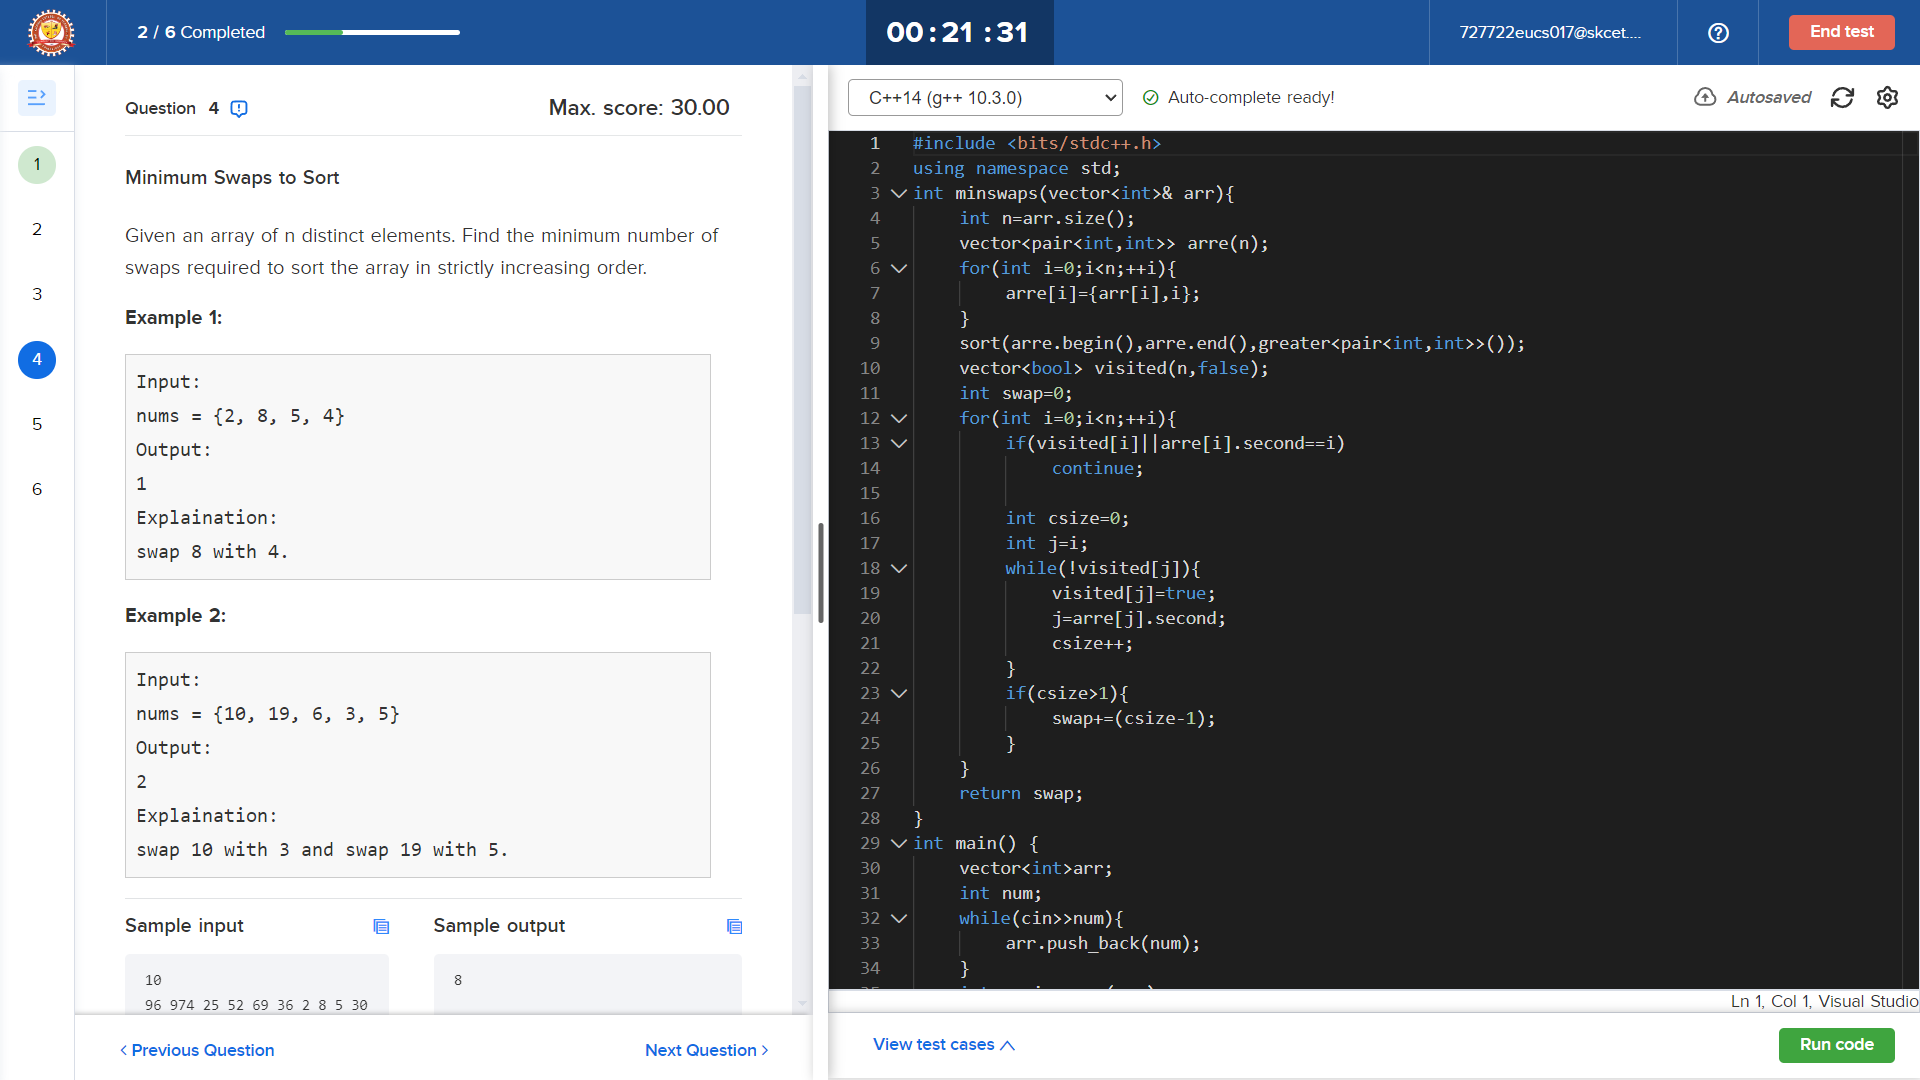 2 / 6 Completed
00 : 21 : 31
727722eucs017@skcet....
End test
1
2
3
4
5
6
Question 4
Max. score: 30.00
Minimum Swaps to Sort
Given an array of n distinct elements. Find the minimum number of
swaps required to sort the array in strictly increasing order.
Example 1:
Input:
nums = {2, 8, 5, 4}
Output:
1
Explaination:
swap 8 with 4.
Example 2:
Input:
nums = {10, 19, 6, 3, 5}
Output:
2
Explaination:
swap 10 with 3 and swap 19 with 5.
Sample input
10
96 974 25 52 69 36 2 8 5 30
Sample output
8
Previous Question
Next Question
C++14 (g++ 10.3.0)
Auto-complete ready!
Autosaved
1 #include <bits/stdc++.h>
2 using namespace std;
3 int minswaps(vector<int>& arr){
4 int n=arr.size();
5 vector<pair<int,int>> arre(n);
6 for(int i=0;i<n;++i){
7 arre[i]={arr[i],i};
8 }
9 sort(arre.begin(),arre.end(),greater<pair<int,int>>());
10 vector<bool> visited(n,false);
11 int swap=0;
12 for(int i=0;i<n;++i){
13 if(visited[i]||arre[i].second==i)
14 continue;
15
16 int csize=0;
17 int j=i;
18 while(!visited[j]){
19 visited[j]=true;
20 j=arre[j].second;
21 csize++;
22 }
23 if(csize>1){
24 swap+=(csize-1);
25 }
26 }
27 return swap;
28 }
29 int main() {
30 vector<int>arr;
31 int num;
32 while(cin>>num){
33 arr.push_back(num);
34 }
Ln 1, Col 1, Visual Studio
View test cases
Run code